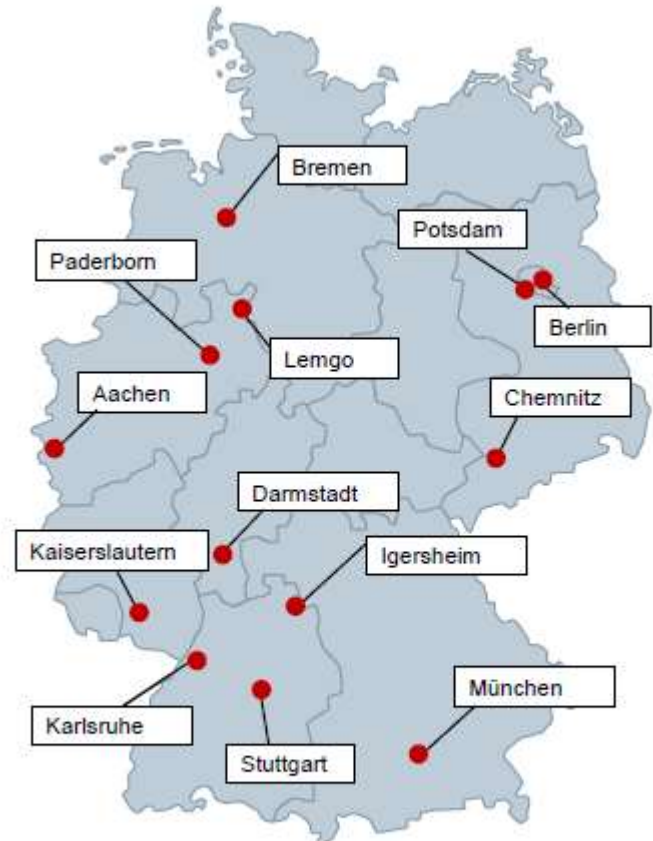 Bremen
Potsdam
Paderborn
Berlin
Lemgo
Aachen
Chemnitz
Darmstadt
Kaiserslautern
Igersheim
München
Karlsruhe
Stuttgart